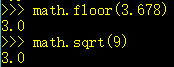 >>> math.floor(3.678)
3.0
>>> math.sqrt(9)
3.0